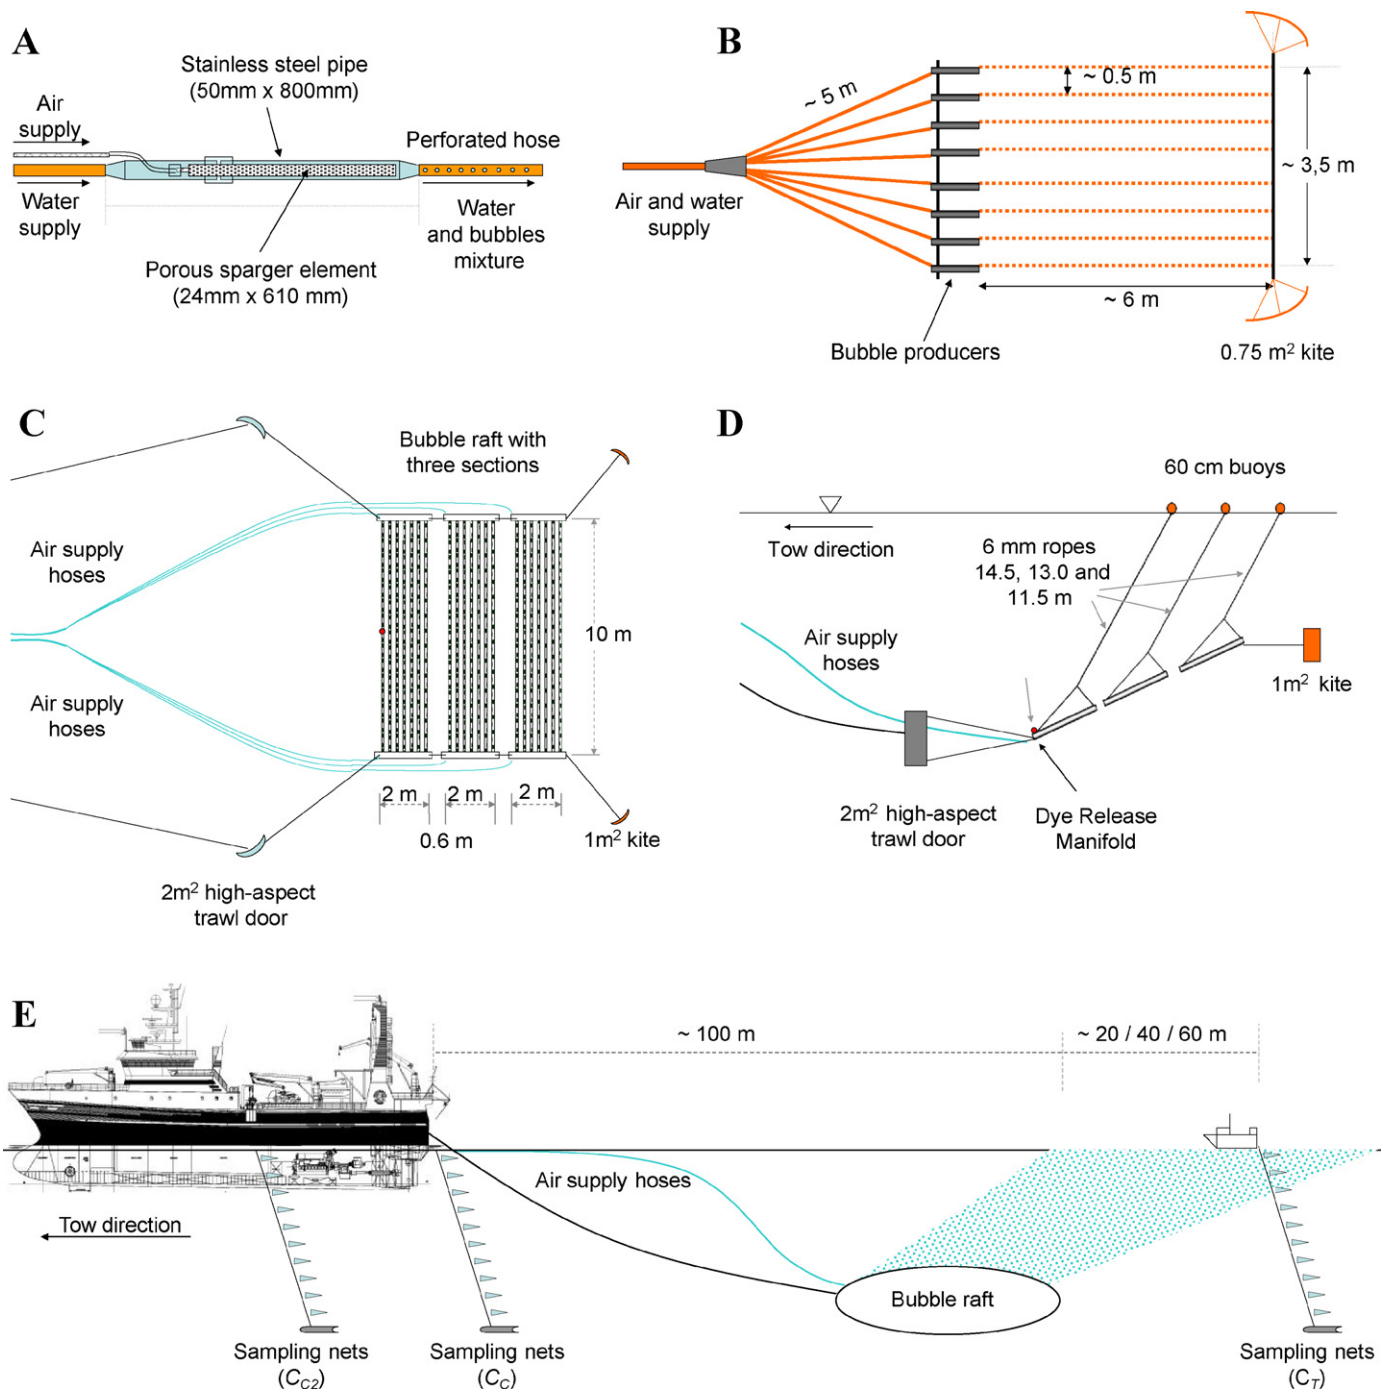 A
Stainless steel pipe
(50mm x 800mm)
Air
supply
Perforated hose
Water
supply
Water
and bubbles
mixture
Porous sparger element
(24mm x 610 mm)
B
~ 5 m
~ 0.5 m
~ 3,5 m
Air and water
supply
~ 6 m
Bubble producers
0.75 m² kite
C
Bubble raft with
three sections
Air supply
hoses
10 m
Air supply
hoses
2 m
2 m
2 m
0.6 m
1m² kite
2m² high-aspect
trawl door
D
60 cm buoys
Tow direction
6 mm ropes
14.5, 13.0 and
11.5 m
Air supply
hoses
1m² kite
2m² high-aspect
trawl door
Dye Release
Manifold
E
~ 100 m
~ 20 / 40 / 60 m
Air supply hoses
Tow direction
Bubble raft
Sampling nets
(C_C2)
Sampling nets
(C_C)
Sampling nets
(C_T)